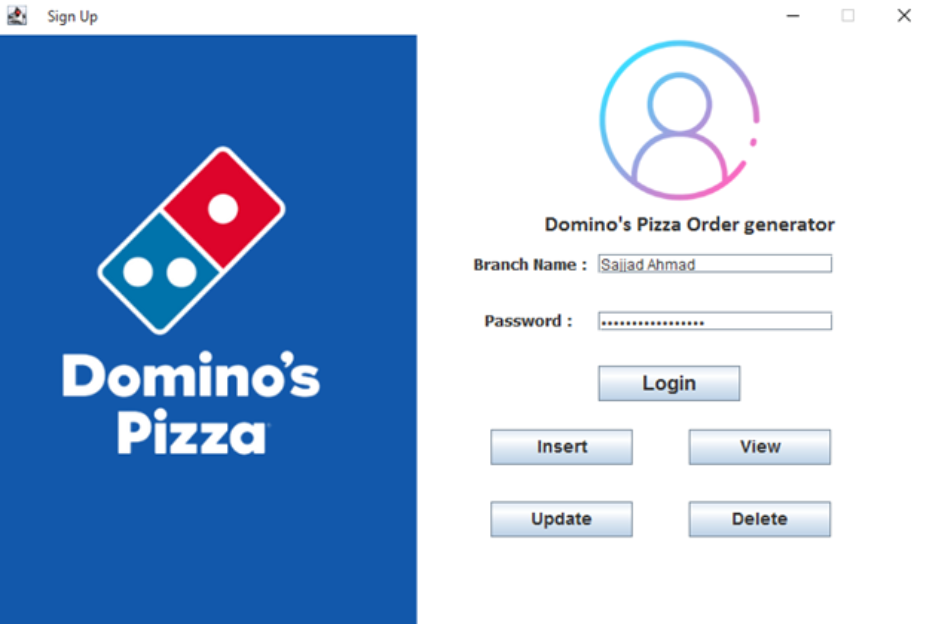 Sign Up
Domino's
Pizza
Domino's Pizza Order generator
Branch Name : Sajjad Ahmad
Password : •••••••••••••••••
Login
Insert View
Update Delete